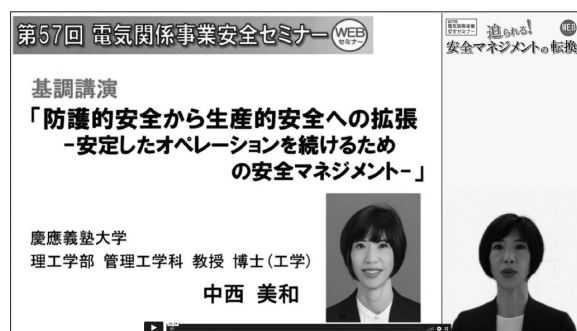 第57回 電気関係事業安全セミナー WEB
セミナー
基調講演
「防護的安全から生産的安全への拡張
-安定したオペレーションを続けるため
の安全マネジメント-」
慶應義塾大学
理工学部 管理工学科 教授 博士(工学)
中西 美和
迫られる!
WEB
安全マネジメントの転換